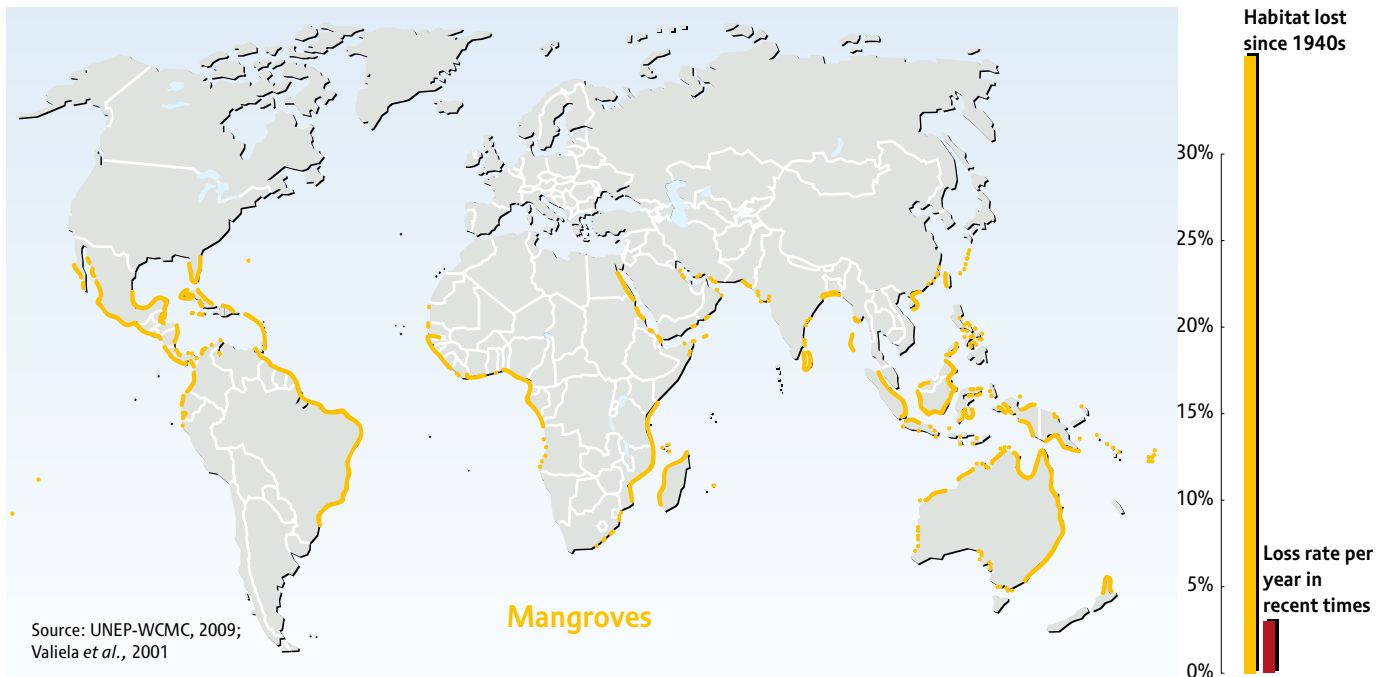 Habitat lost
since 1940s
30%
25%
20%
15%
10%
Loss rate per
year in
recent times
5%
0%
Mangroves
Source: UNEP-WCMC, 2009;
Valiela et al., 2001